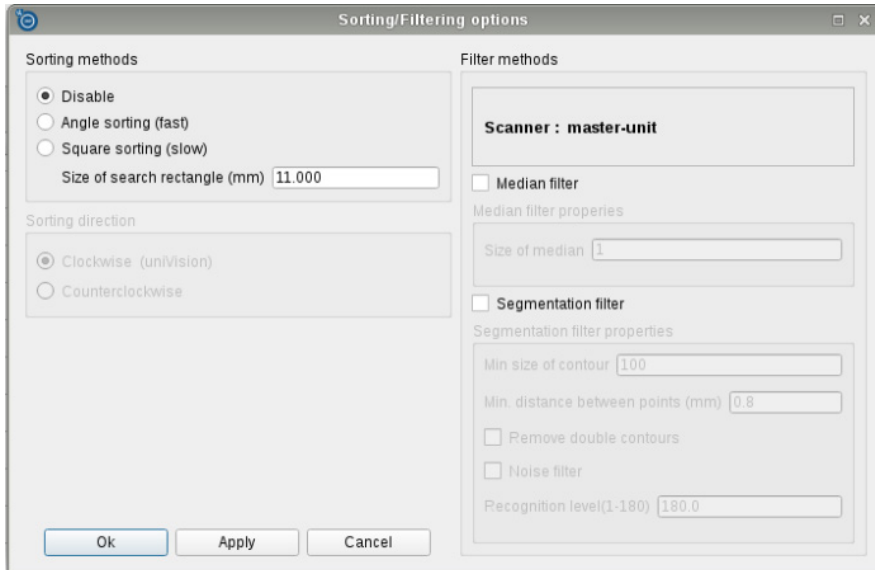 Sorting/Filtering options
Sorting methods
Disable
Angle sorting (fast)
Square sorting (slow)
Size of search rectangle (mm) 11.000
Sorting direction
Clockwise (uniVision)
Counterclockwise
Filter methods
Scanner : master-unit
Median filter
Median filter properies
Size of median 1
Segmentation filter
Segmentation filter properties
Min size of contour 100
Min. distance between points (mm) 0.8
Remove double contours
Noise filter
Recognition level(1-180) 180.0
Ok Apply Cancel